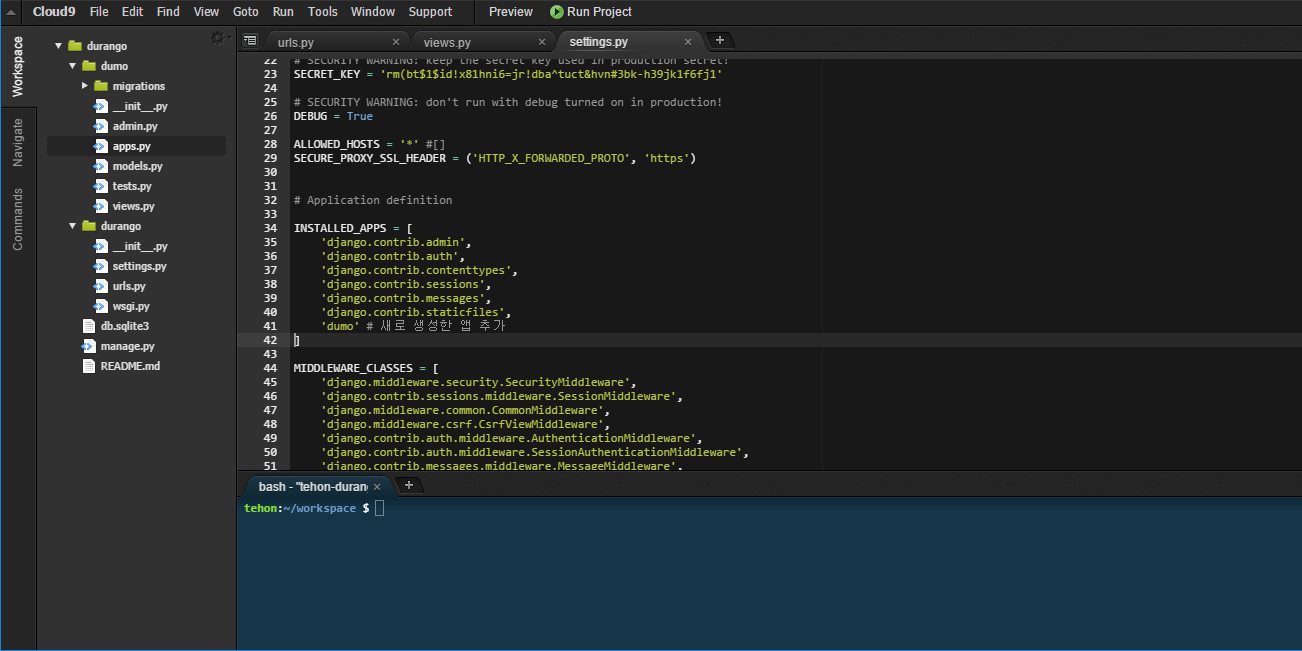 Cloud9 File Edit Find View Goto Run Tools Window Support Preview Run Project
Workspace
Navigate
Commands
durango
dumo
migrations
__init__.py
admin.py
apps.py
models.py
tests.py
views.py
durango
__init__.py
settings.py
urls.py
wsgi.py
db.sqlite3
manage.py
README.md
urls.py × views.py × settings.py × +
22 # SECURITY WARNING: keep the secret key used in production secret!
23 SECRET_KEY = 'rm(bt$1$id!x81hni6=jr!dba^tuct&hvn#3bk-h39jk1f6fj1'
24
25 # SECURITY WARNING: don't run with debug turned on in production!
26 DEBUG = True
27
28 ALLOWED_HOSTS = '*' #[]
29 SECURE_PROXY_SSL_HEADER = ('HTTP_X_FORWARDED_PROTO', 'https')
30
31
32 # Application definition
33
34 INSTALLED_APPS = [
35 'django.contrib.admin',
36 'django.contrib.auth',
37 'django.contrib.contenttypes',
38 'django.contrib.sessions',
39 'django.contrib.messages',
40 'django.contrib.staticfiles',
41 'dumo' # 새로 생성한 앱 추가
42 ]
43
44 MIDDLEWARE_CLASSES = [
45 'django.middleware.security.SecurityMiddleware',
46 'django.contrib.sessions.middleware.SessionMiddleware',
47 'django.middleware.common.CommonMiddleware',
48 'django.middleware.csrf.CsrfViewMiddleware',
49 'django.contrib.auth.middleware.AuthenticationMiddleware',
50 'django.contrib.auth.middleware.SessionAuthenticationMiddleware',
51 'django.contrib.messages.middleware.MessageMiddleware',
bash - "tehon-durang × +
tehon:~/workspace $